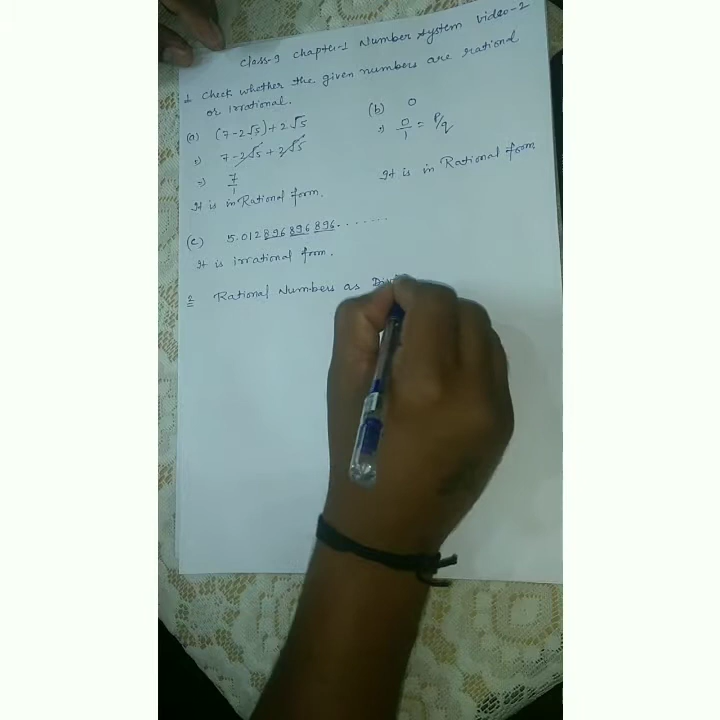 Class-9 Chapter-1 Number System Video-2
1 Check whether the given numbers are rational
or Irrational.
(a) (7-2√5)+2√5
⇒ 7-2√5+2√5
⇒ 7/1
It is in Rational form.
(b) 0
⇒ 0/1 = P/q
It is in Rational form
(c) 5.012896896896.......
It is irrational form.
2 Rational Numbers as